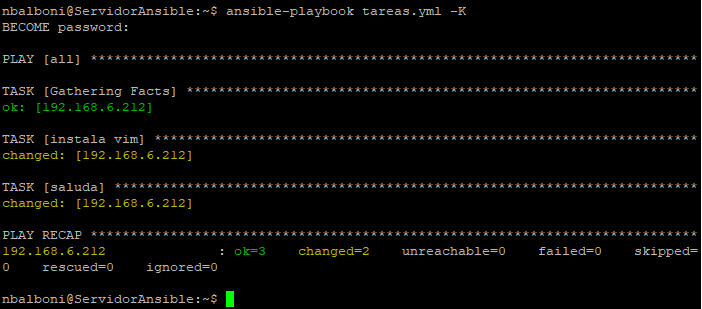 nbalboni@ServidorAnsible:~$ ansible-playbook tareas.yml -K
BECOME password:
PLAY [all] ****************************************************************************
TASK [Gathering Facts] ****************************************************************
ok: [192.168.6.212]
TASK [instala vim] ********************************************************************
changed: [192.168.6.212]
TASK [saluda] *************************************************************************
changed: [192.168.6.212]
PLAY RECAP ****************************************************************************
192.168.6.212              : ok=3    changed=2    unreachable=0    failed=0    skipped=
0    rescued=0    ignored=0
nbalboni@ServidorAnsible:~$